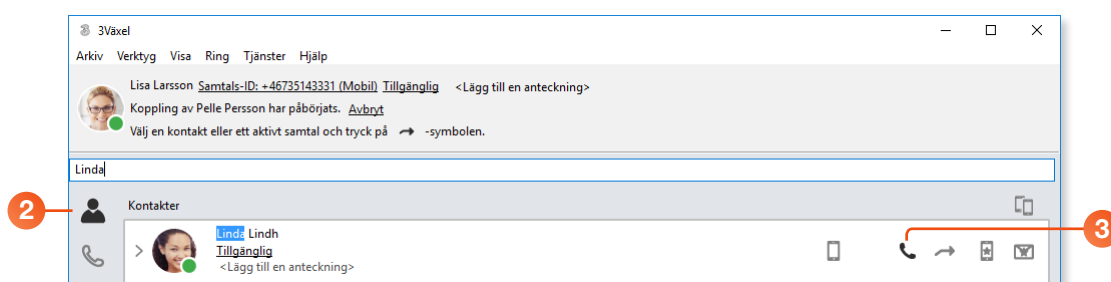 3Växel
Arkiv Verktyg Visa Ring Tjänster Hjälp
Lisa Larsson Samtals-ID: +46735143331 (Mobil) Tillgänglig <Lägg till en anteckning>
Koppling av Pelle Persson har påbörjats. Avbryt
Välj en kontakt eller ett aktivt samtal och tryck på -symbolen.
Linda
2
Kontakter
3
Linda Lindh
Tillgänglig
<Lägg till en anteckning>